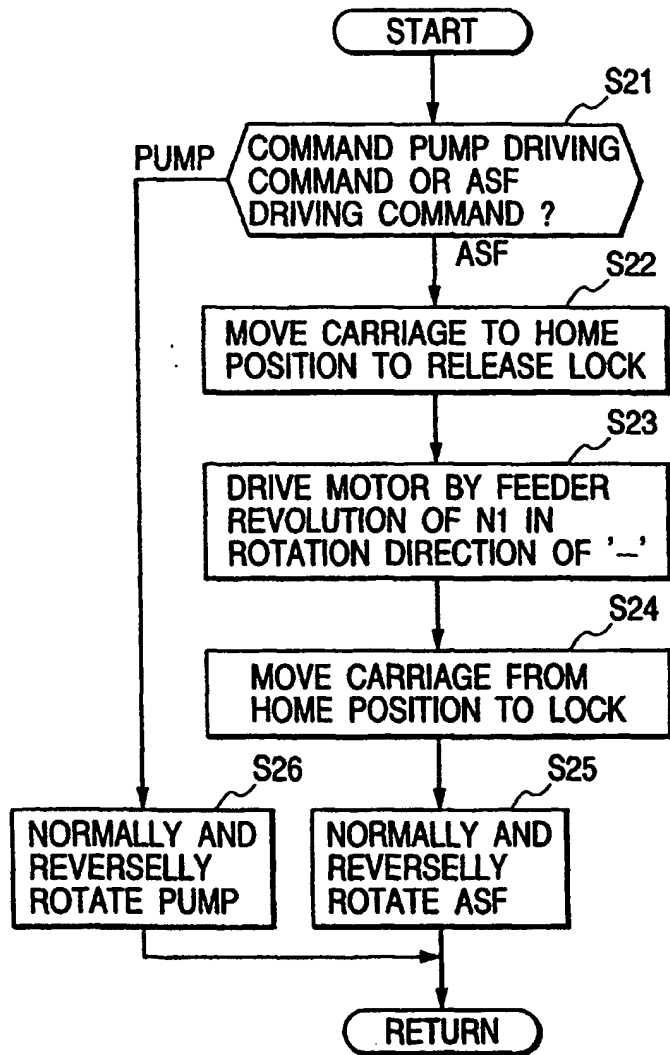 START
S21
PUMP
COMMAND PUMP DRIVING
COMMAND OR ASF
DRIVING COMMAND ?
ASF
S22
MOVE CARRIAGE TO HOME
POSITION TO RELEASE LOCK
S23
DRIVE MOTOR BY FEEDER
REVOLUTION OF N1 IN
ROTATION DIRECTION OF '–'
S24
MOVE CARRIAGE FROM
HOME POSITION TO LOCK
S26
NORMALLY AND
REVERSELLY
ROTATE PUMP
S25
NORMALLY AND
REVERSELLY
ROTATE ASF
RETURN